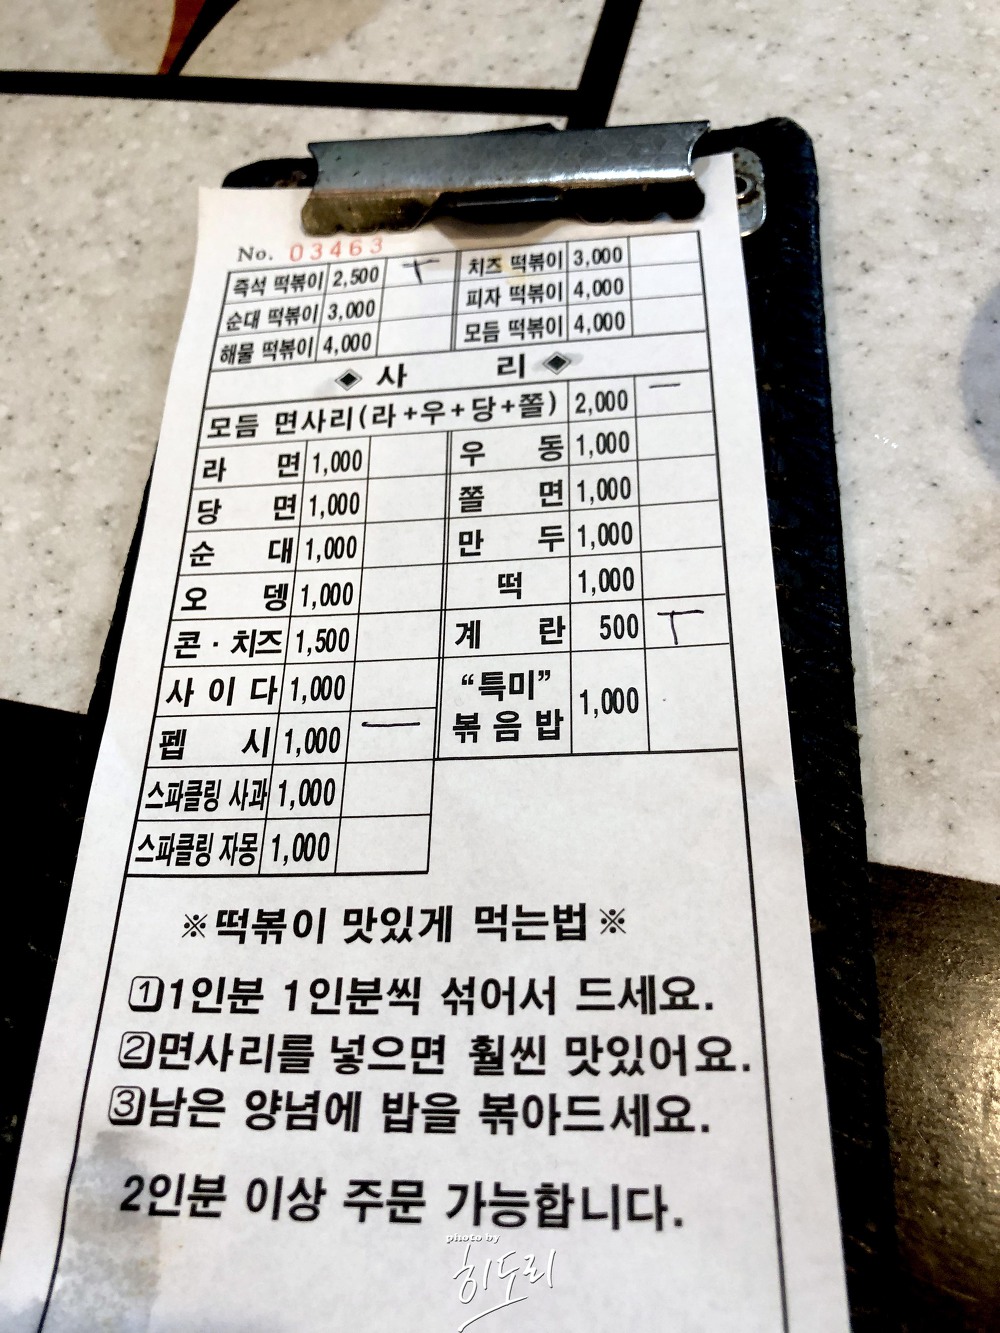 No. 03463
즉석 떡볶이 2,500 치즈 떡볶이 3,000
순대 떡볶이 3,000 피자 떡볶이 4,000
해물 떡볶이 4,000 모듬 떡볶이 4,000
◈ 사 리 ◈
모듬 면사리(라+우+당+쫄) 2,000
라 면 1,000 우 동 1,000
당 면 1,000 쫄 면 1,000
순 대 1,000 만 두 1,000
오 뎅 1,000 떡 1,000
콘·치즈 1,500 계 란 500
사 이 다 1,000 “특미”
볶 음 밥 1,000
펩 시 1,000
스파클링 사과 1,000
스파클링 자몽 1,000
※떡볶이 맛있게 먹는법※
①1인분 1인분씩 섞어서 드세요.
②면사리를 넣으면 훨씬 맛있어요.
③남은 양념에 밥을 볶아드세요.
2인분 이상 주문 가능합니다.
photo by
히도리